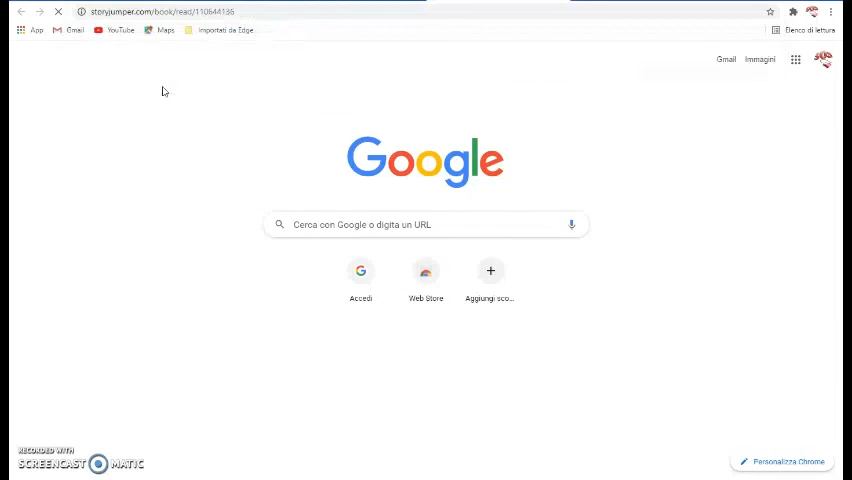 storyjumper.com/book/read/110644136
App Gmail YouTube Maps Importati da Edge Elenco di lettura
Gmail Immagini
Google
Cerca con Google o digita un URL
Accedi Web Store Aggiungi sco...
RECORDED WITH
SCREENCAST MATIC
Personalizza Chrome